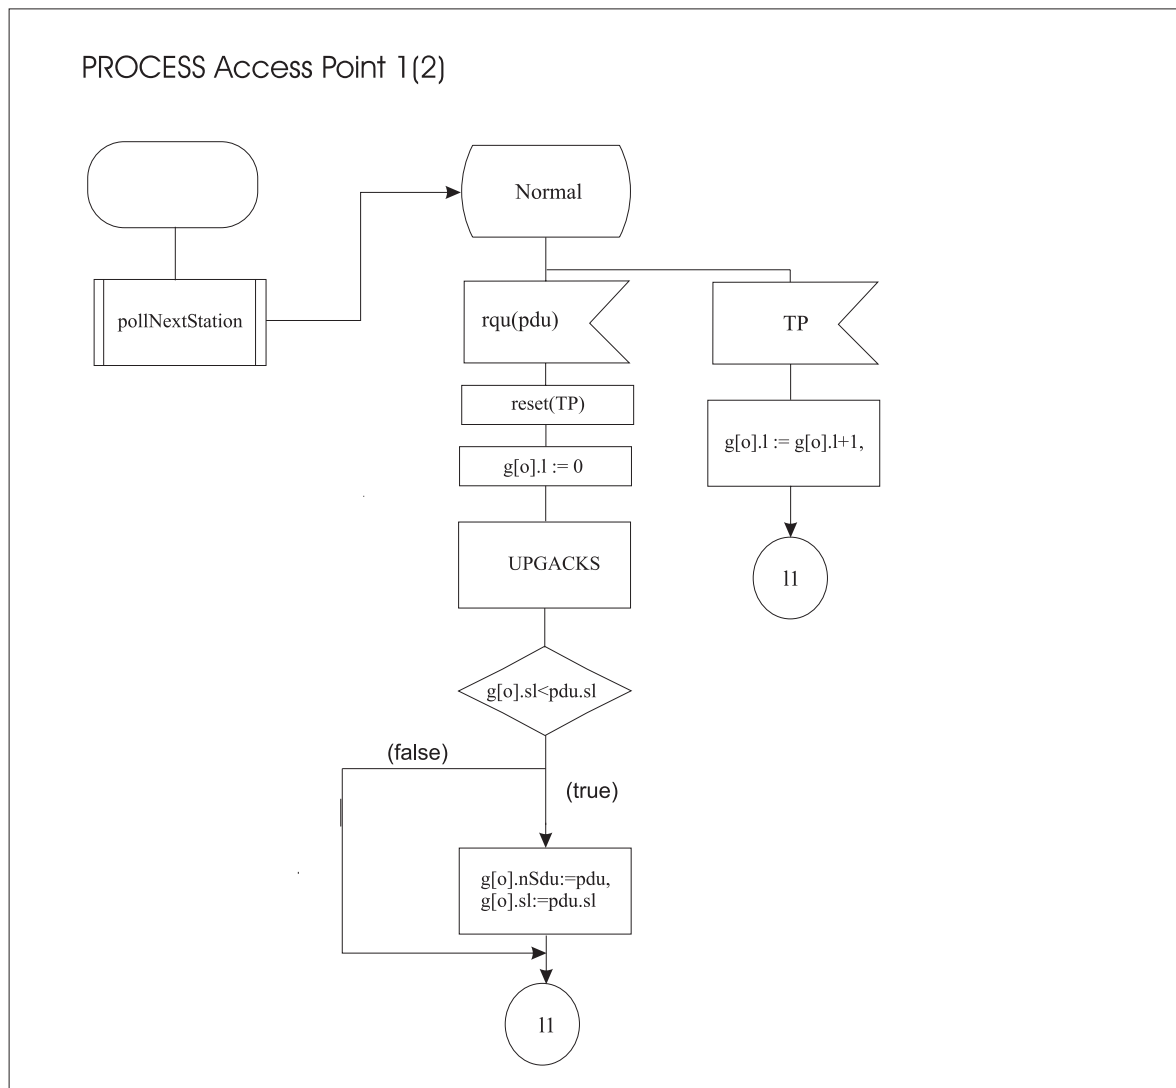 PROCESS Access Point 1(2)
Normal
pollNextStation
rqu(pdu)
TP
reset(TP)
g[o].l := g[o].l+1,
g[o].l := 0
UPGACKS
l1
g[o].sl<pdu.sl
(false)
(true)
g[o].nSdu:=pdu,
g[o].sl:=pdu.sl
l1